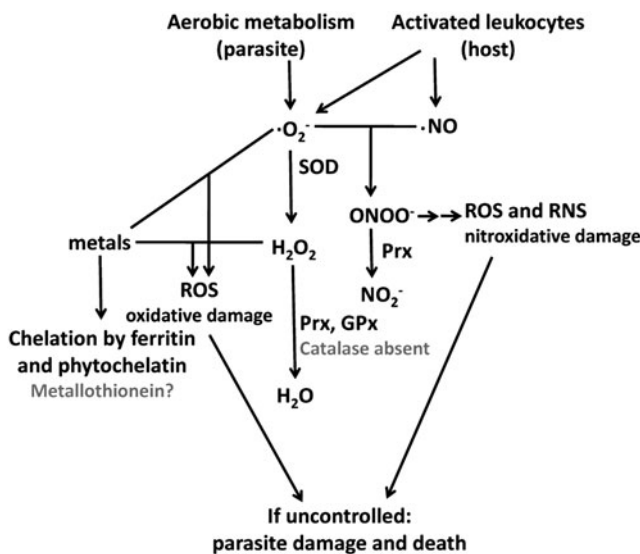 Aerobic metabolism
(parasite)
Activated leukocytes
(host)
·O₂⁻
·NO
SOD
ONOO⁻
ROS and RNS
nitroxidative damage
metals
H₂O₂
Prx
ROS
oxidative damage
NO₂⁻
Chelation by ferritin
and phytochelatin
Metallothionein?
Prx, GPx
Catalase absent
H₂O
If uncontrolled:
parasite damage and death